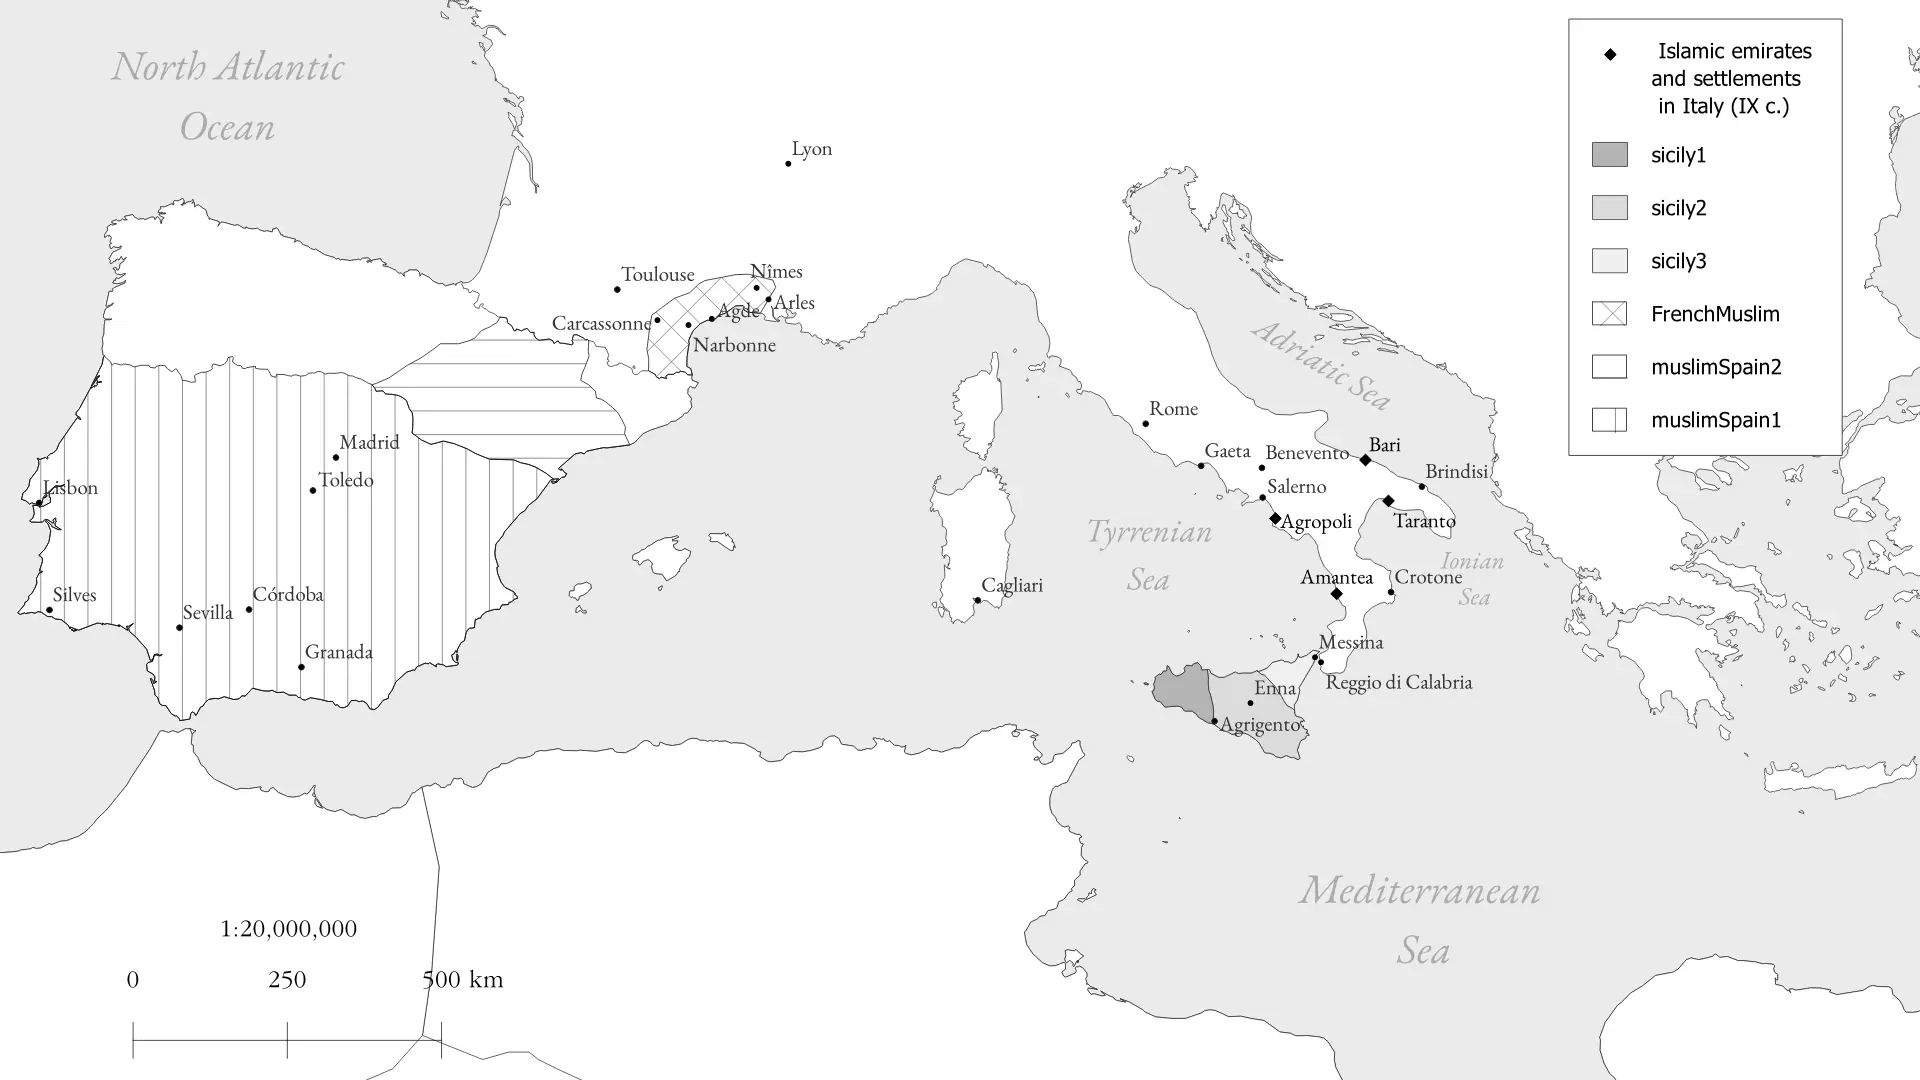 North Atlantic
Ocean
Lyon
Toulouse
Nîmes
Arles
Agde
Carcassonne
Narbonne
Madrid
Toledo
Lisbon
Silves
Sevilla
Córdoba
Granada
Adriatic Sea
Rome
Gaeta
Benevento
Bari
Brindisi
Salerno
Agropoli
Taranto
Tyrrenian
Sea
Ionian
Sea
Cagliari
Amantea
Crotone
Messina
Reggio di Calabria
Enna
Agrigento
Mediterranean
Sea
1:20,000,000
0 250 500 km
Islamic emirates
and settlements
in Italy (IX c.)
sicily1
sicily2
sicily3
FrenchMuslim
muslimSpain2
muslimSpain1